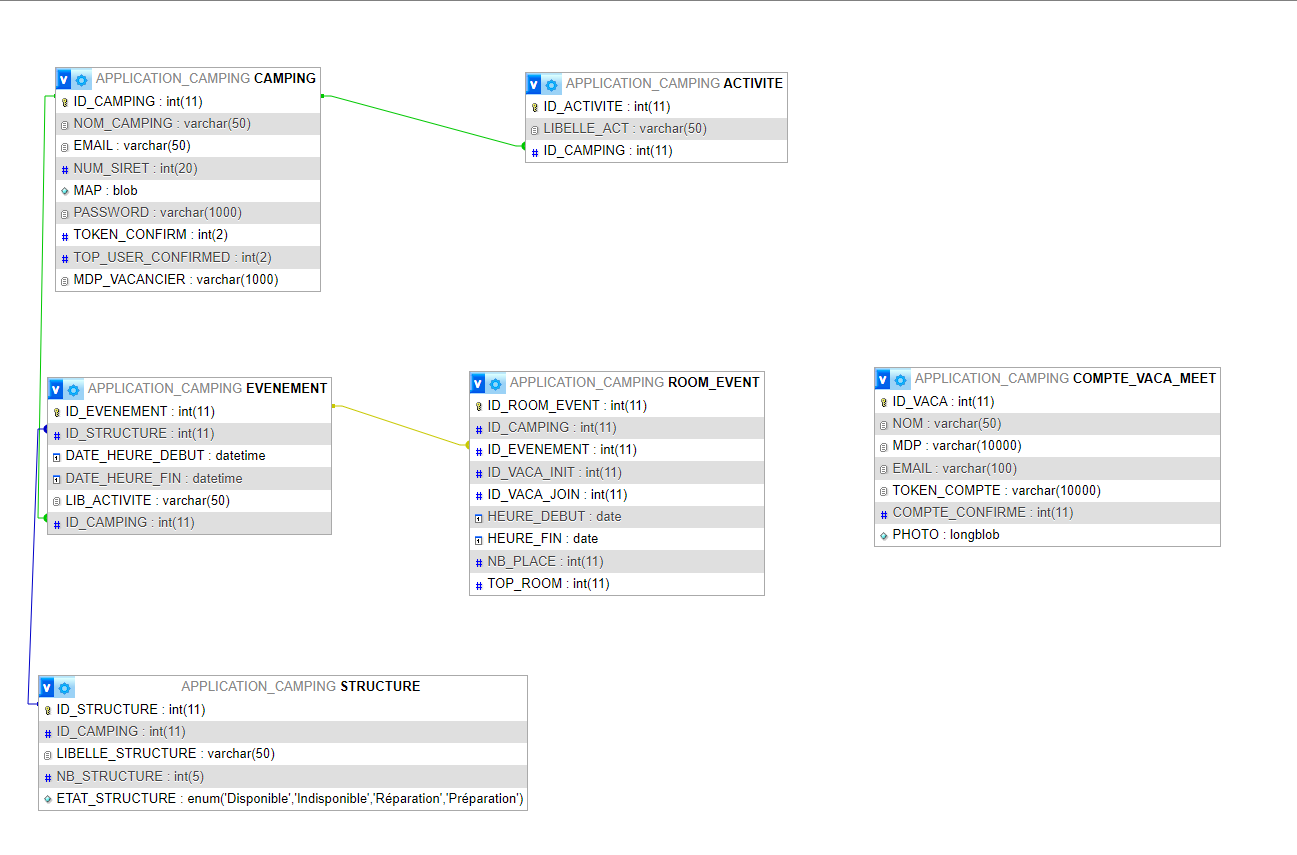 v APPLICATION_CAMPING CAMPING
ID_CAMPING : int(11)
NOM_CAMPING : varchar(50)
EMAIL : varchar(50)
# NUM_SIRET : int(20)
MAP : blob
PASSWORD : varchar(1000)
# TOKEN_CONFIRM : int(2)
# TOP_USER_CONFIRMED : int(2)
MDP_VACANCIER : varchar(1000)
v APPLICATION_CAMPING ACTIVITE
ID_ACTIVITE : int(11)
LIBELLE_ACT : varchar(50)
# ID_CAMPING : int(11)
v APPLICATION_CAMPING EVENEMENT
ID_EVENEMENT : int(11)
# ID_STRUCTURE : int(11)
DATE_HEURE_DEBUT : datetime
DATE_HEURE_FIN : datetime
LIB_ACTIVITE : varchar(50)
# ID_CAMPING : int(11)
v APPLICATION_CAMPING ROOM_EVENT
ID_ROOM_EVENT : int(11)
# ID_CAMPING : int(11)
# ID_EVENEMENT : int(11)
# ID_VACA_INIT : int(11)
# ID_VACA_JOIN : int(11)
HEURE_DEBUT : date
HEURE_FIN : date
# NB_PLACE : int(11)
# TOP_ROOM : int(11)
v APPLICATION_CAMPING COMPTE_VACA_MEET
ID_VACA : int(11)
NOM : varchar(50)
MDP : varchar(10000)
EMAIL : varchar(100)
TOKEN_COMPTE : varchar(10000)
# COMPTE_CONFIRME : int(11)
PHOTO : longblob
v APPLICATION_CAMPING STRUCTURE
ID_STRUCTURE : int(11)
# ID_CAMPING : int(11)
LIBELLE_STRUCTURE : varchar(50)
# NB_STRUCTURE : int(5)
ETAT_STRUCTURE : enum('Disponible','Indisponible','Réparation','Préparation')